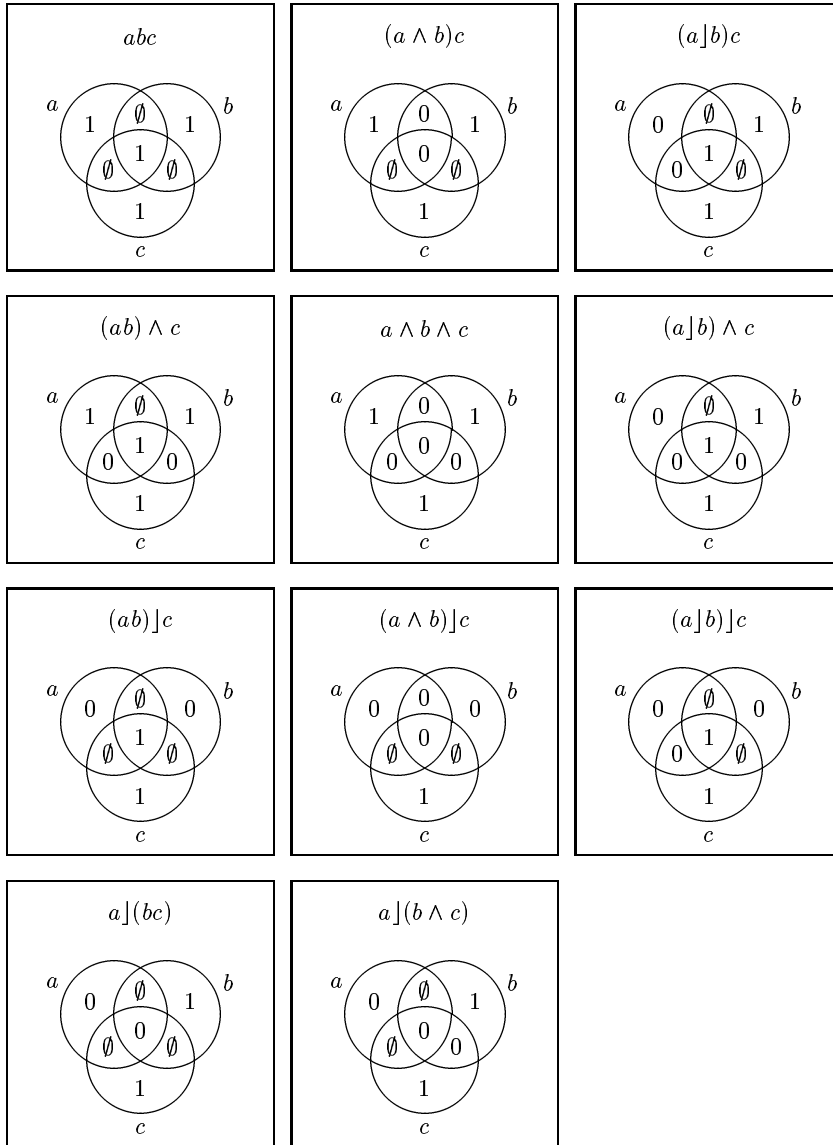 abc
a ∅ b
1 1
1
∅ ∅
1
c
(a ∧ b)c
a 0 b
1 1
0
∅ ∅
1
c
(a⌋b)c
a ∅ b
0 1
1
0 ∅
1
c
(ab) ∧ c
a ∅ b
1 1
1
0 0
1
c
a ∧ b ∧ c
a 0 b
1 1
0
0 0
1
c
(a⌋b) ∧ c
a ∅ b
0 1
1
0 0
1
c
(ab)⌋c
a ∅ b
0 0
1
∅ ∅
1
c
(a ∧ b)⌋c
a 0 b
0 0
0
∅ ∅
1
c
(a⌋b)⌋c
a ∅ b
0 0
1
0 ∅
1
c
a⌋(bc)
a ∅ b
0 1
0
∅ ∅
1
c
a⌋(b ∧ c)
a ∅ b
0 1
0
∅ 0
1
c